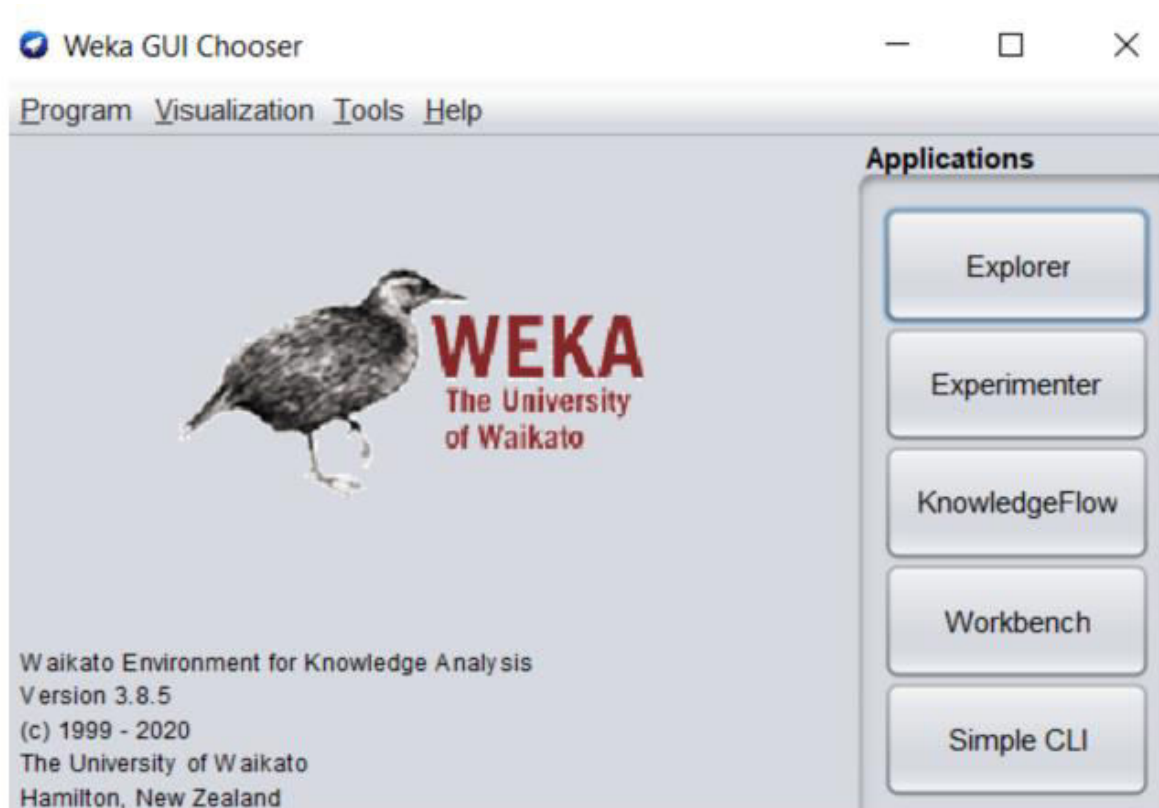 Weka GUI Chooser
Program Visualization Tools Help
Applications
Explorer
Experimenter
KnowledgeFlow
Workbench
Simple CLI
WEKA
The University
of Waikato
Waikato Environment for Knowledge Analysis
Version 3.8.5
(c) 1999 - 2020
The University of Waikato
Hamilton, New Zealand